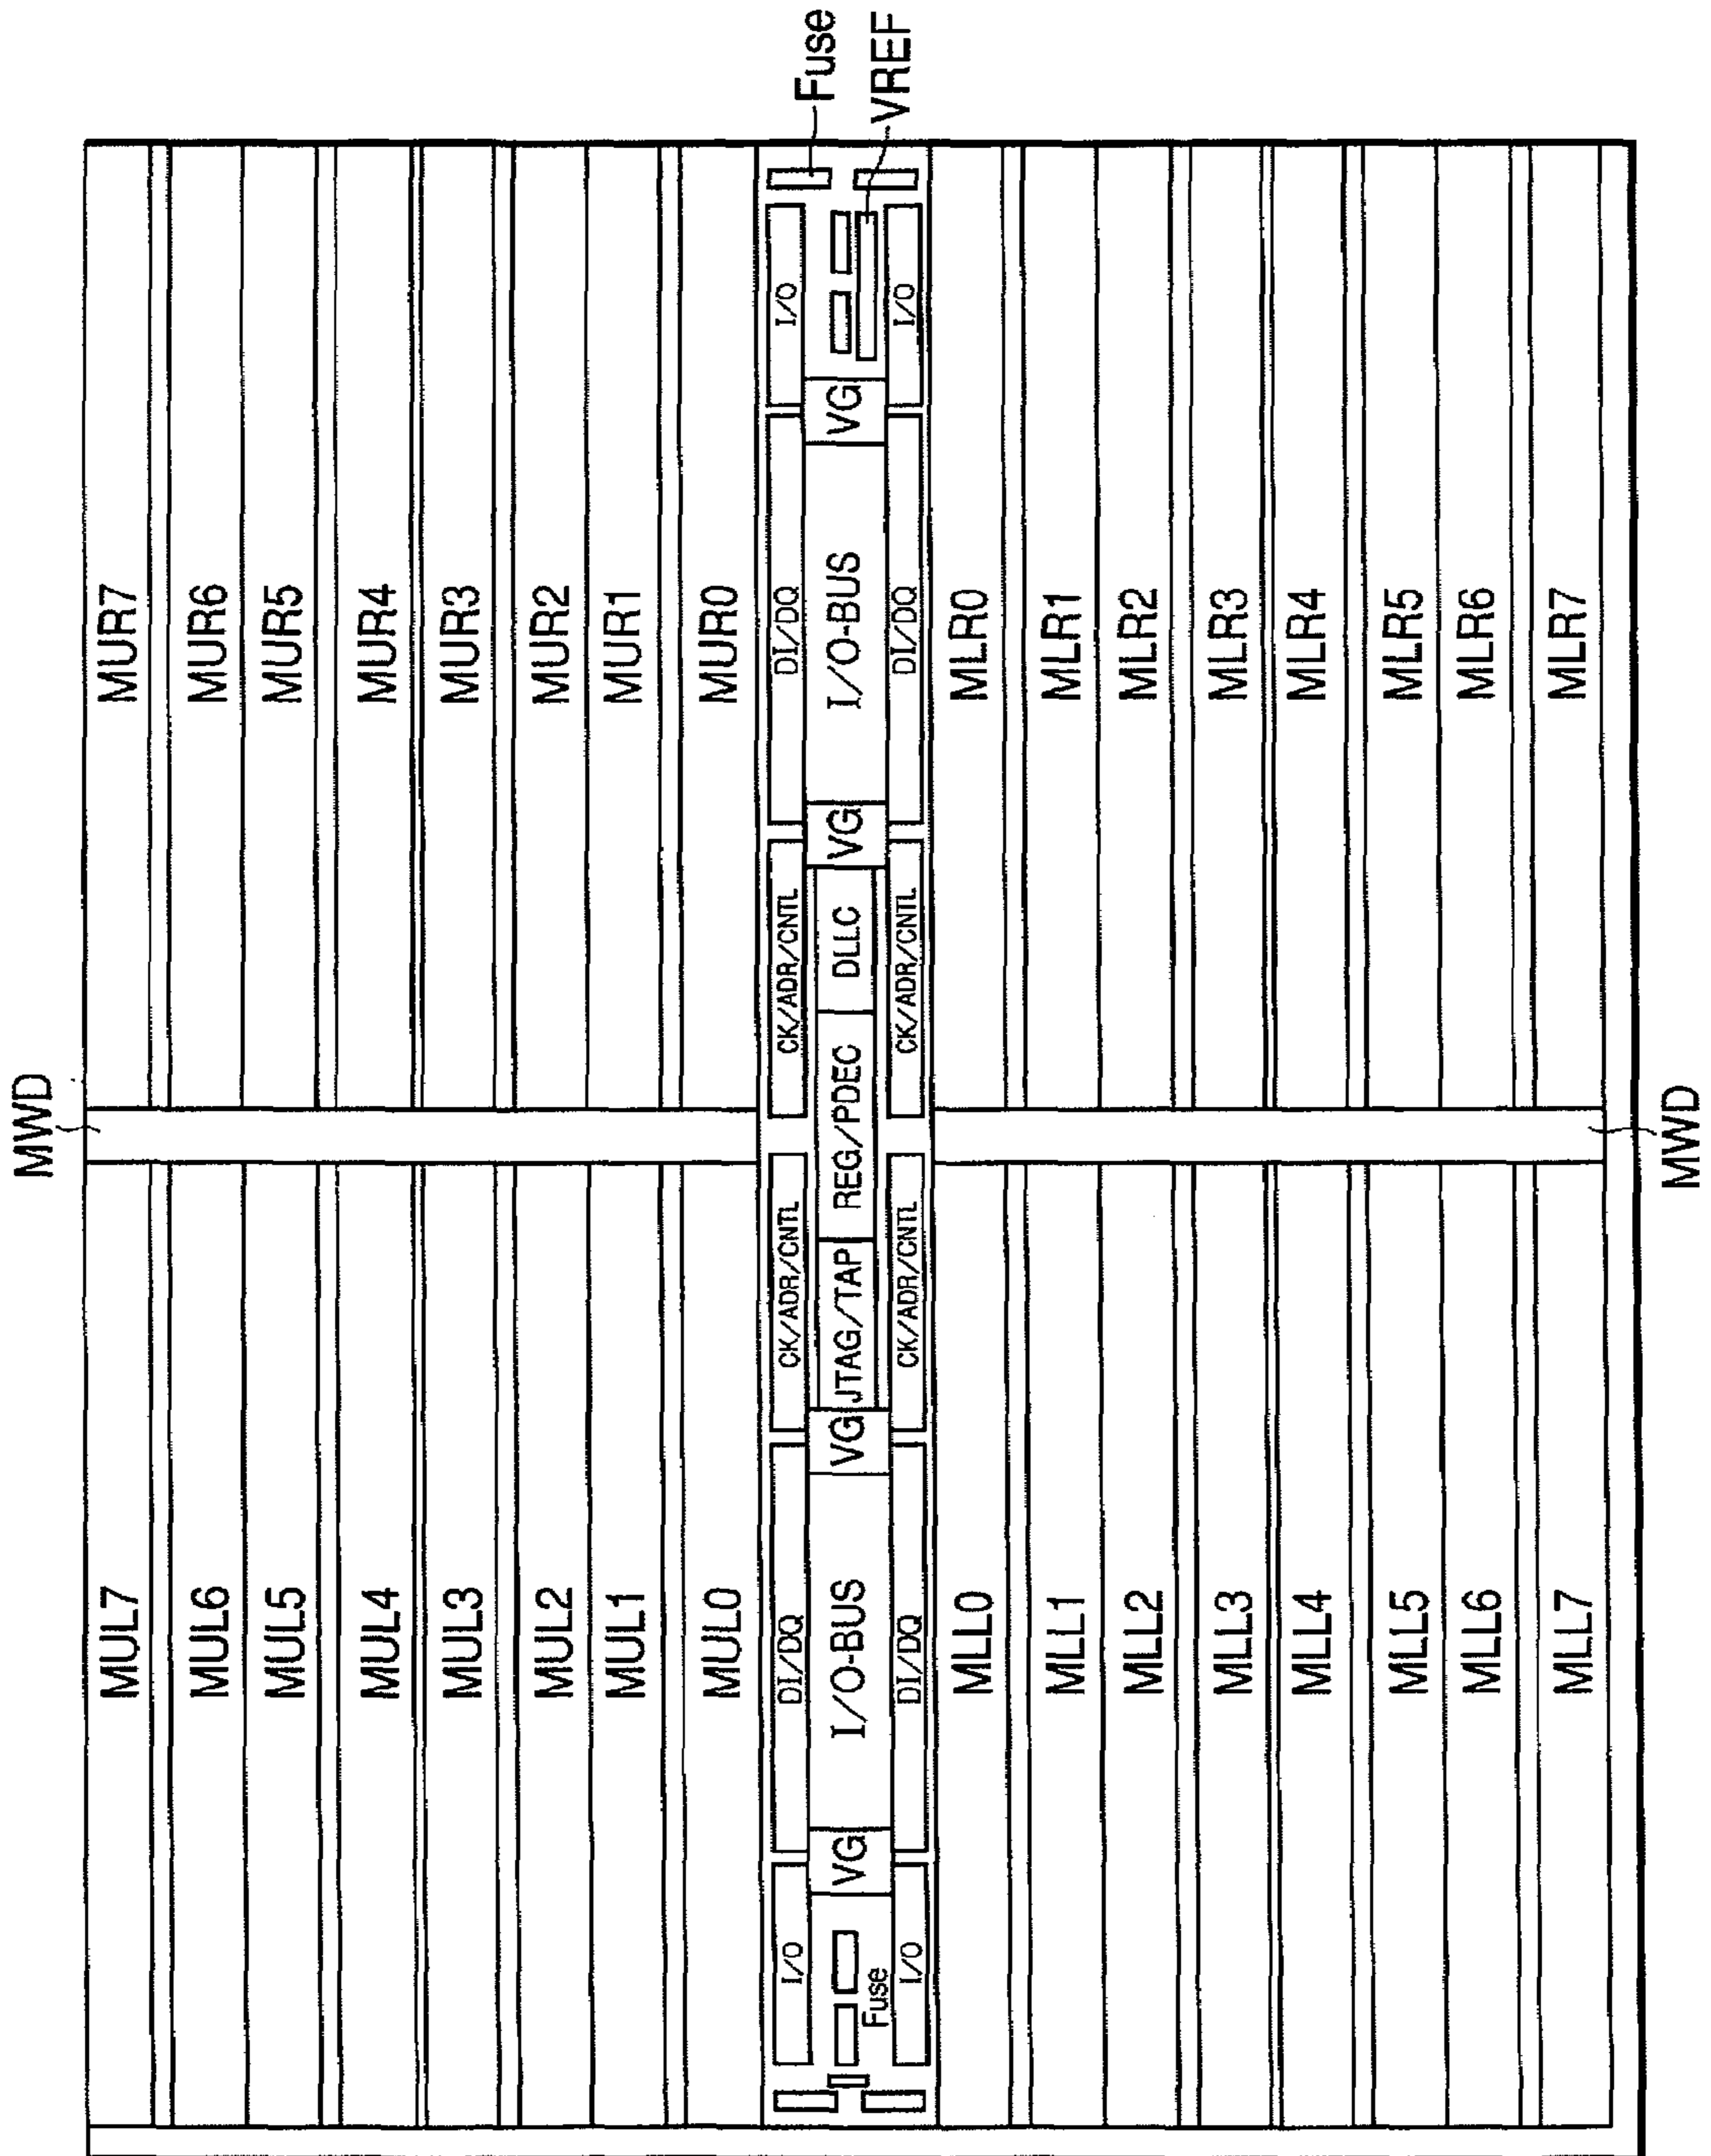 MWD
MUL7 MUR7
MUL6 MUR6
MUL5 MUR5
MUL4 MUR4
MUL3 MUR3
MUL2 MUR2
MUL1 MUR1
MUL0 MUR0
I/O DI/DQ CK/ADR/CNTL CK/ADR/CNTL DI/DQ I/O Fuse
VG I/O-BUS VG JTAG/TAP REG/PDEC DLLC VG I/O-BUS VG
Fuse VREF
I/O DI/DQ CK/ADR/CNTL CK/ADR/CNTL DI/DQ I/O
MLL0 MLR0
MLL1 MLR1
MLL2 MLR2
MLL3 MLR3
MLL4 MLR4
MLL5 MLR5
MLL6 MLR6
MLL7 MLR7
MWD